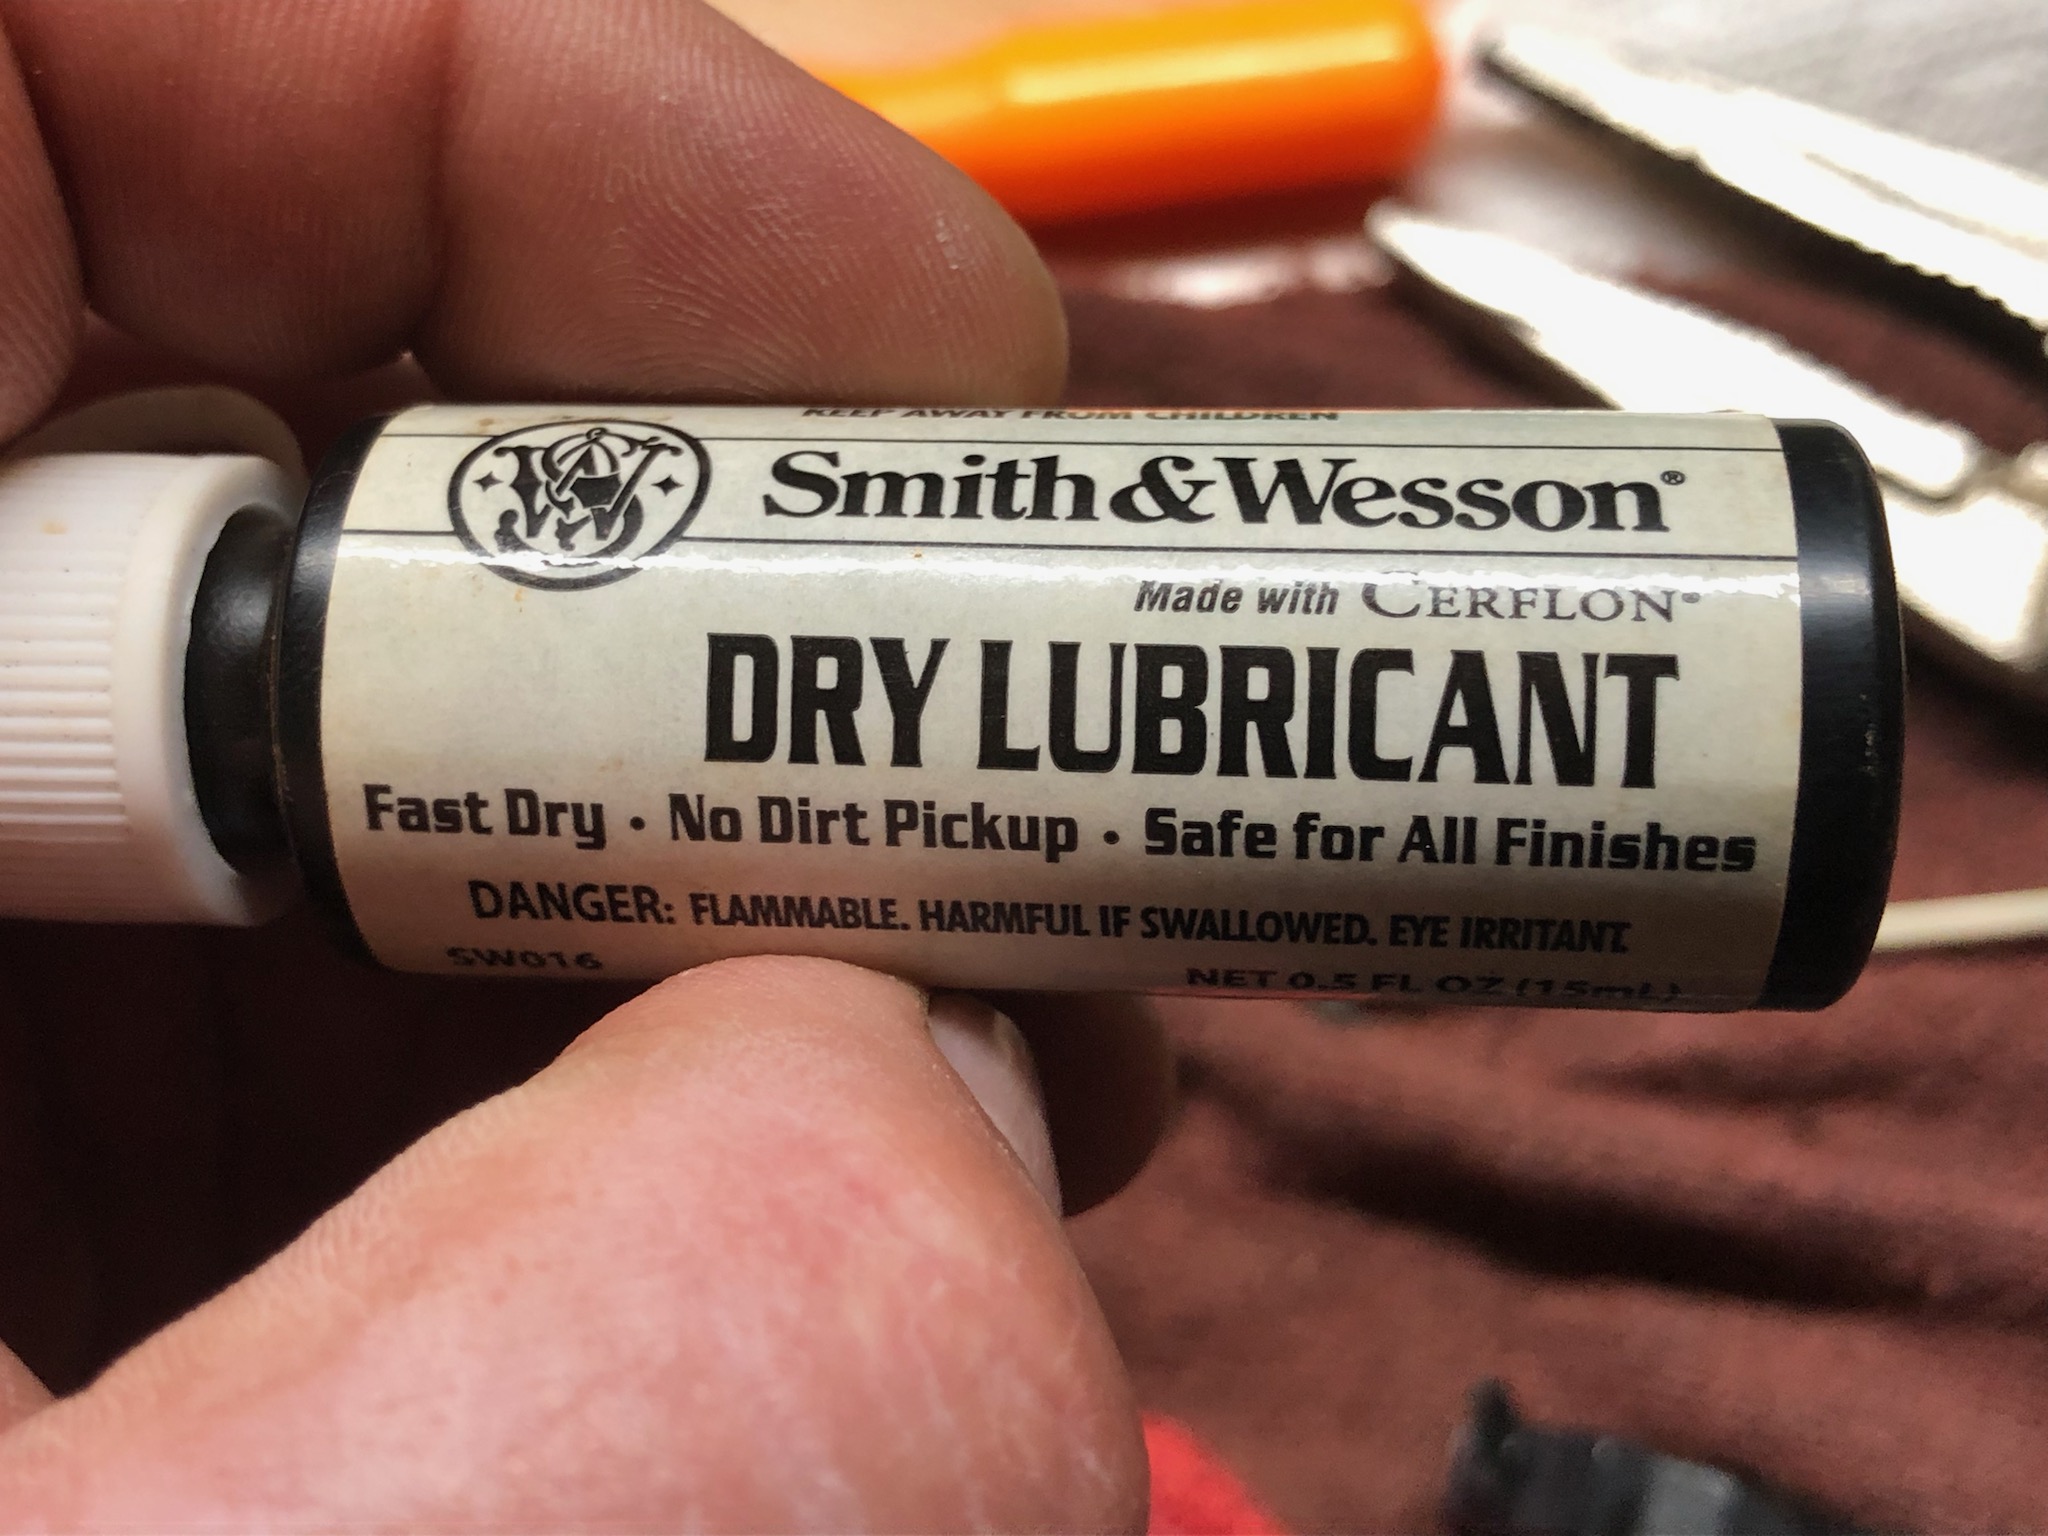 KEEP AWAY FROM CHILDREN
SW Smith & Wesson®
Made with CERFLON®
DRY LUBRICANT
Fast Dry • No Dirt Pickup • Safe for All Finishes
DANGER: FLAMMABLE. HARMFUL IF SWALLOWED. EYE IRRITANT.
SW016 NET 0.5 FL OZ (15mL)